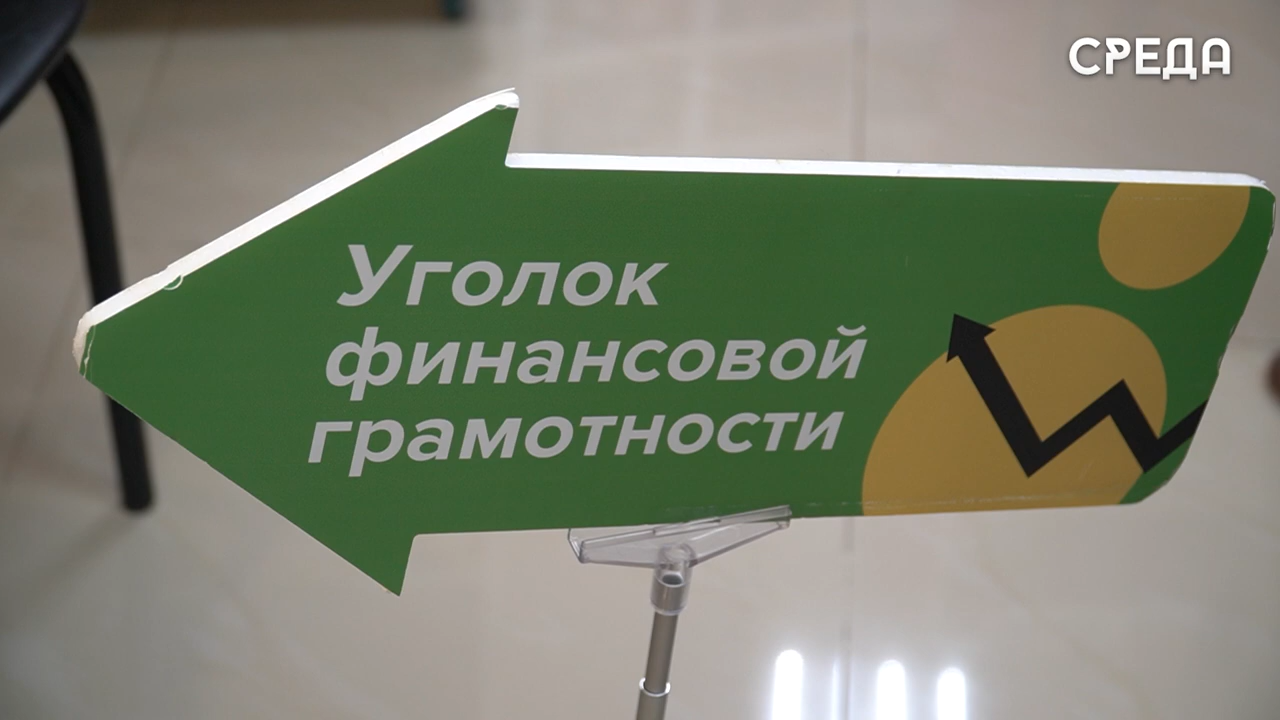 СРЕДА
Уголок
финансовой
грамотности